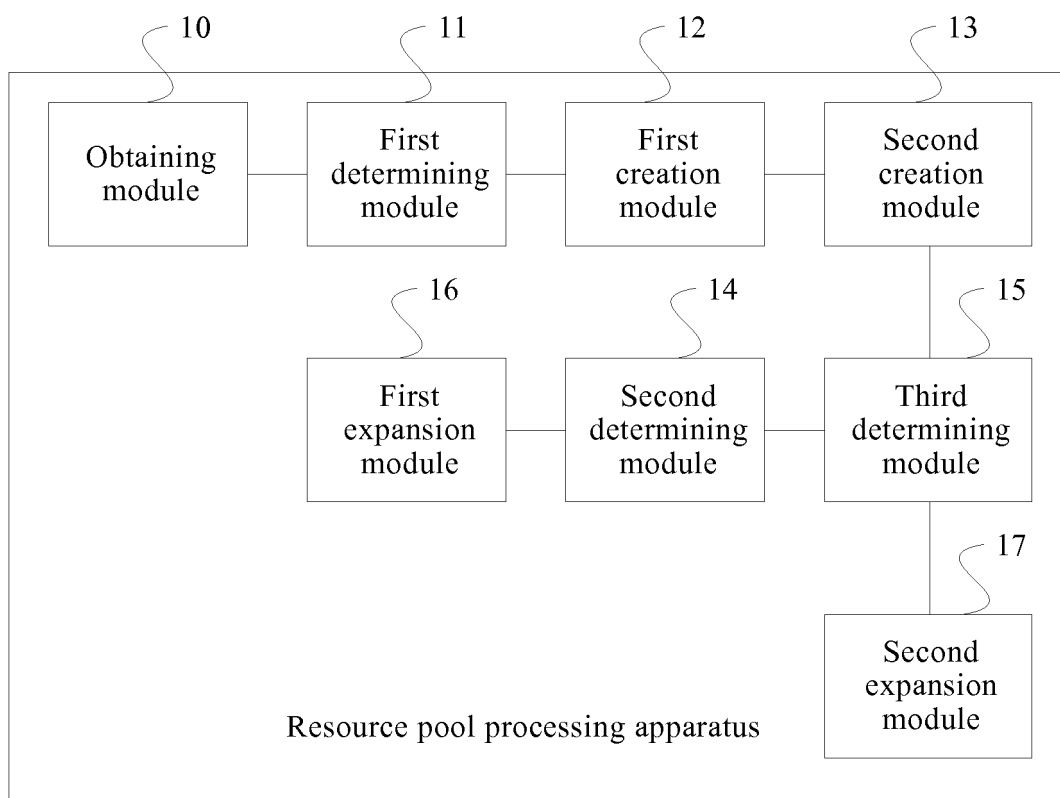 10
11
12
13
Obtaining
module
First
determining
module
First
creation
module
Second
creation
module
16
14
15
First
expansion
module
Second
determining
module
Third
determining
module
17
Second
expansion
module
Resource pool processing apparatus